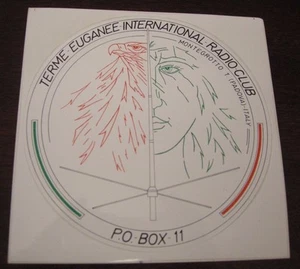 TERME EUGANEE INTERNATIONAL RADIO CLUB
MONTEGROTTO T (PADOVA)-ITALY
P.O. BOX 11